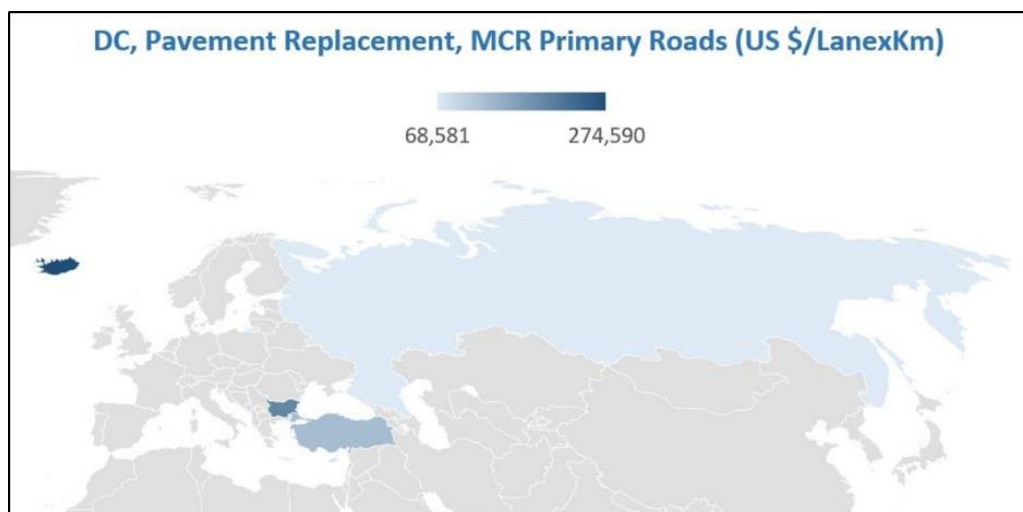 DC, Pavement Replacement, MCR Primary Roads (US $/LanexKm)
68,581 274,590